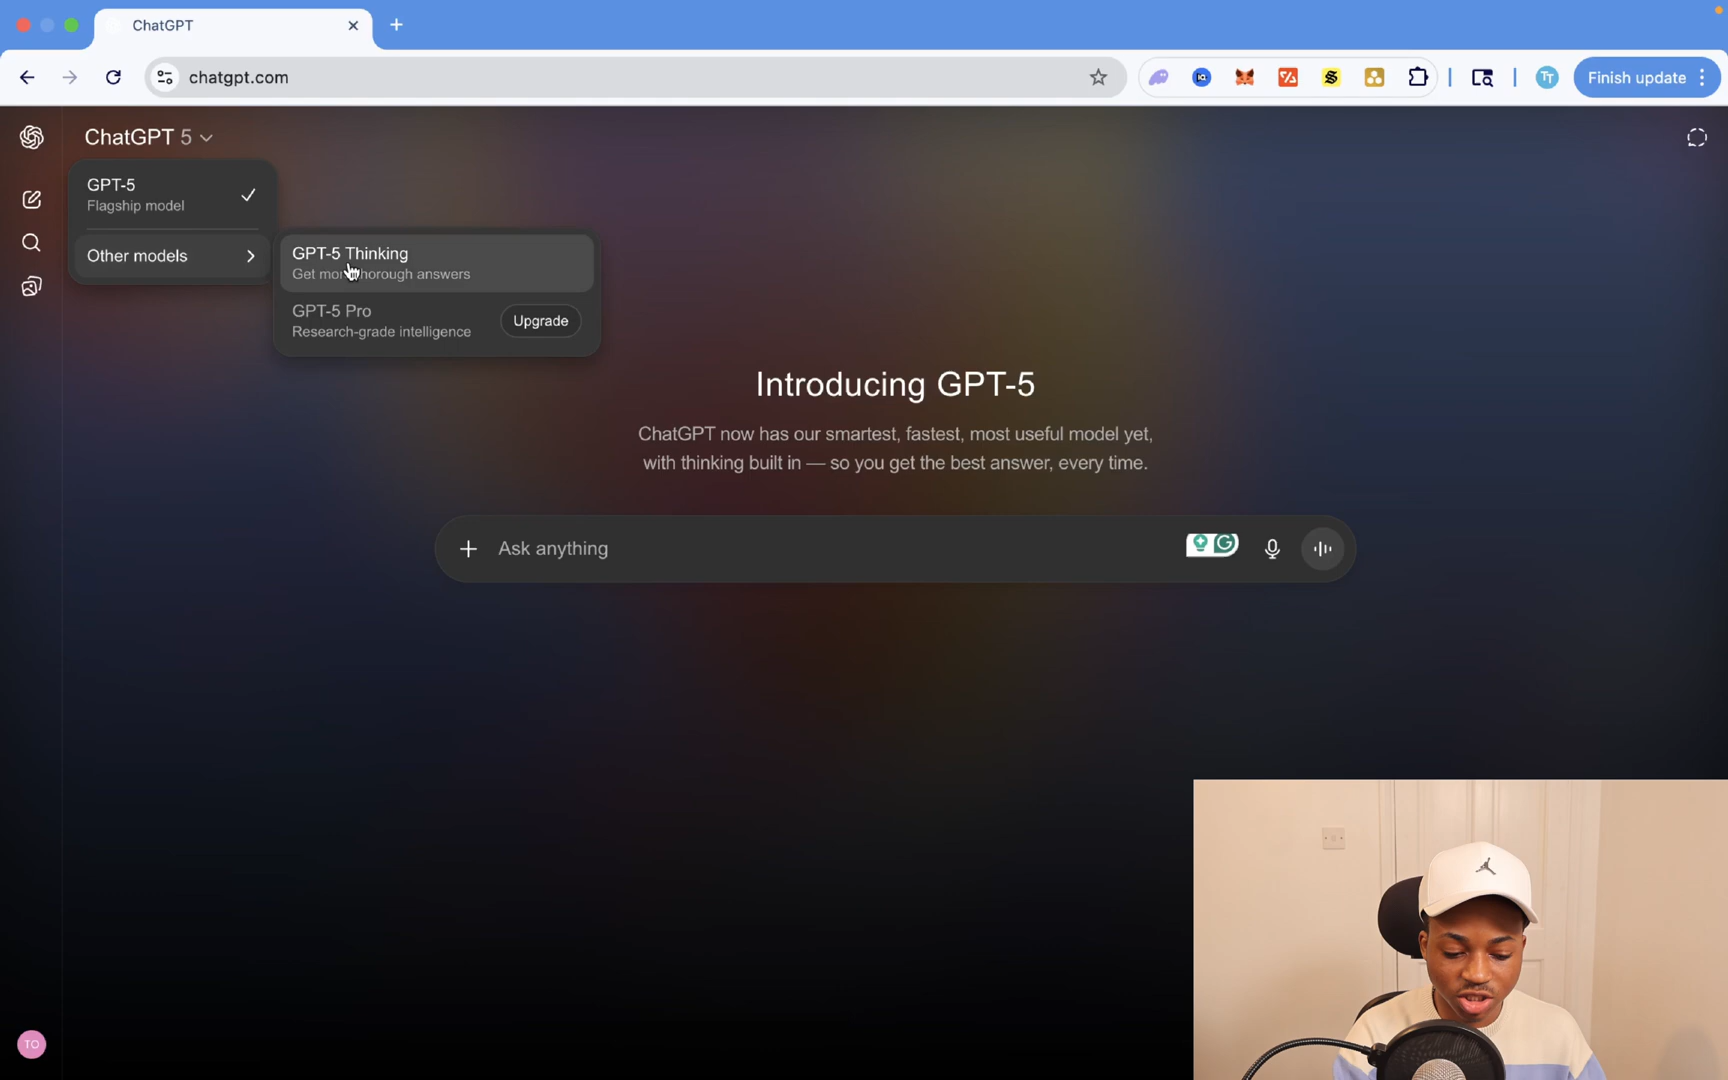 ChatGPT
chatgpt.com
Finish update
TT
ChatGPT 5
GPT-5
Flagship model
Other models
GPT-5 Thinking
Get more thorough answers
GPT-5 Pro
Research-grade intelligence
Upgrade
Introducing GPT-5
ChatGPT now has our smartest, fastest, most useful model yet,
with thinking built in — so you get the best answer, every time.
Ask anything
TO